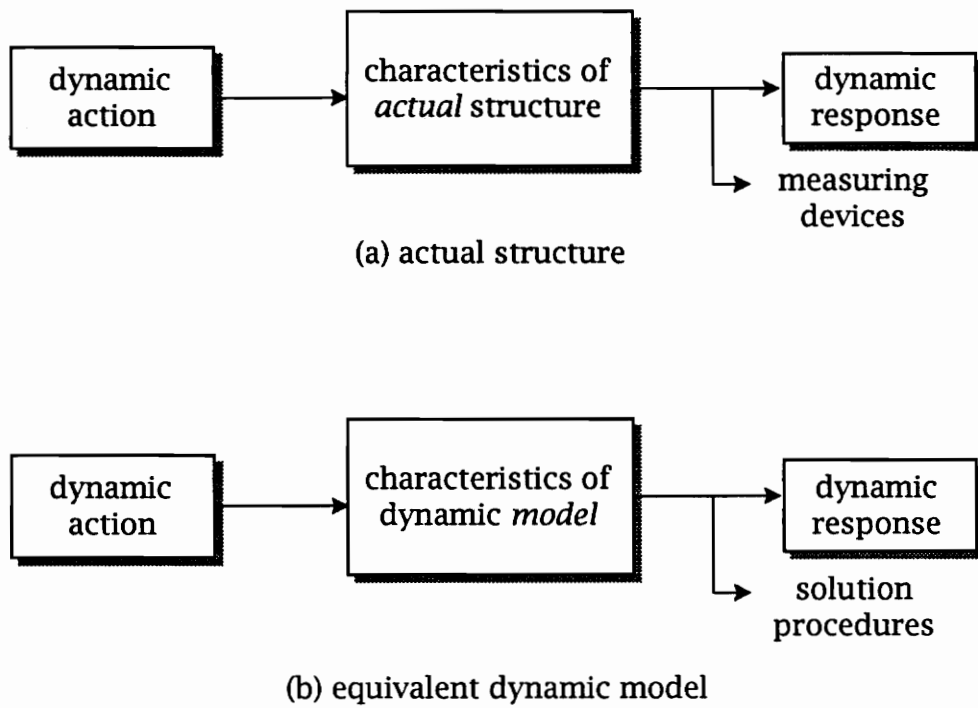 dynamic
action
characteristics of
actual structure
dynamic
response
measuring
devices
(a) actual structure
dynamic
action
characteristics of
dynamic model
dynamic
response
solution
procedures
(b) equivalent dynamic model